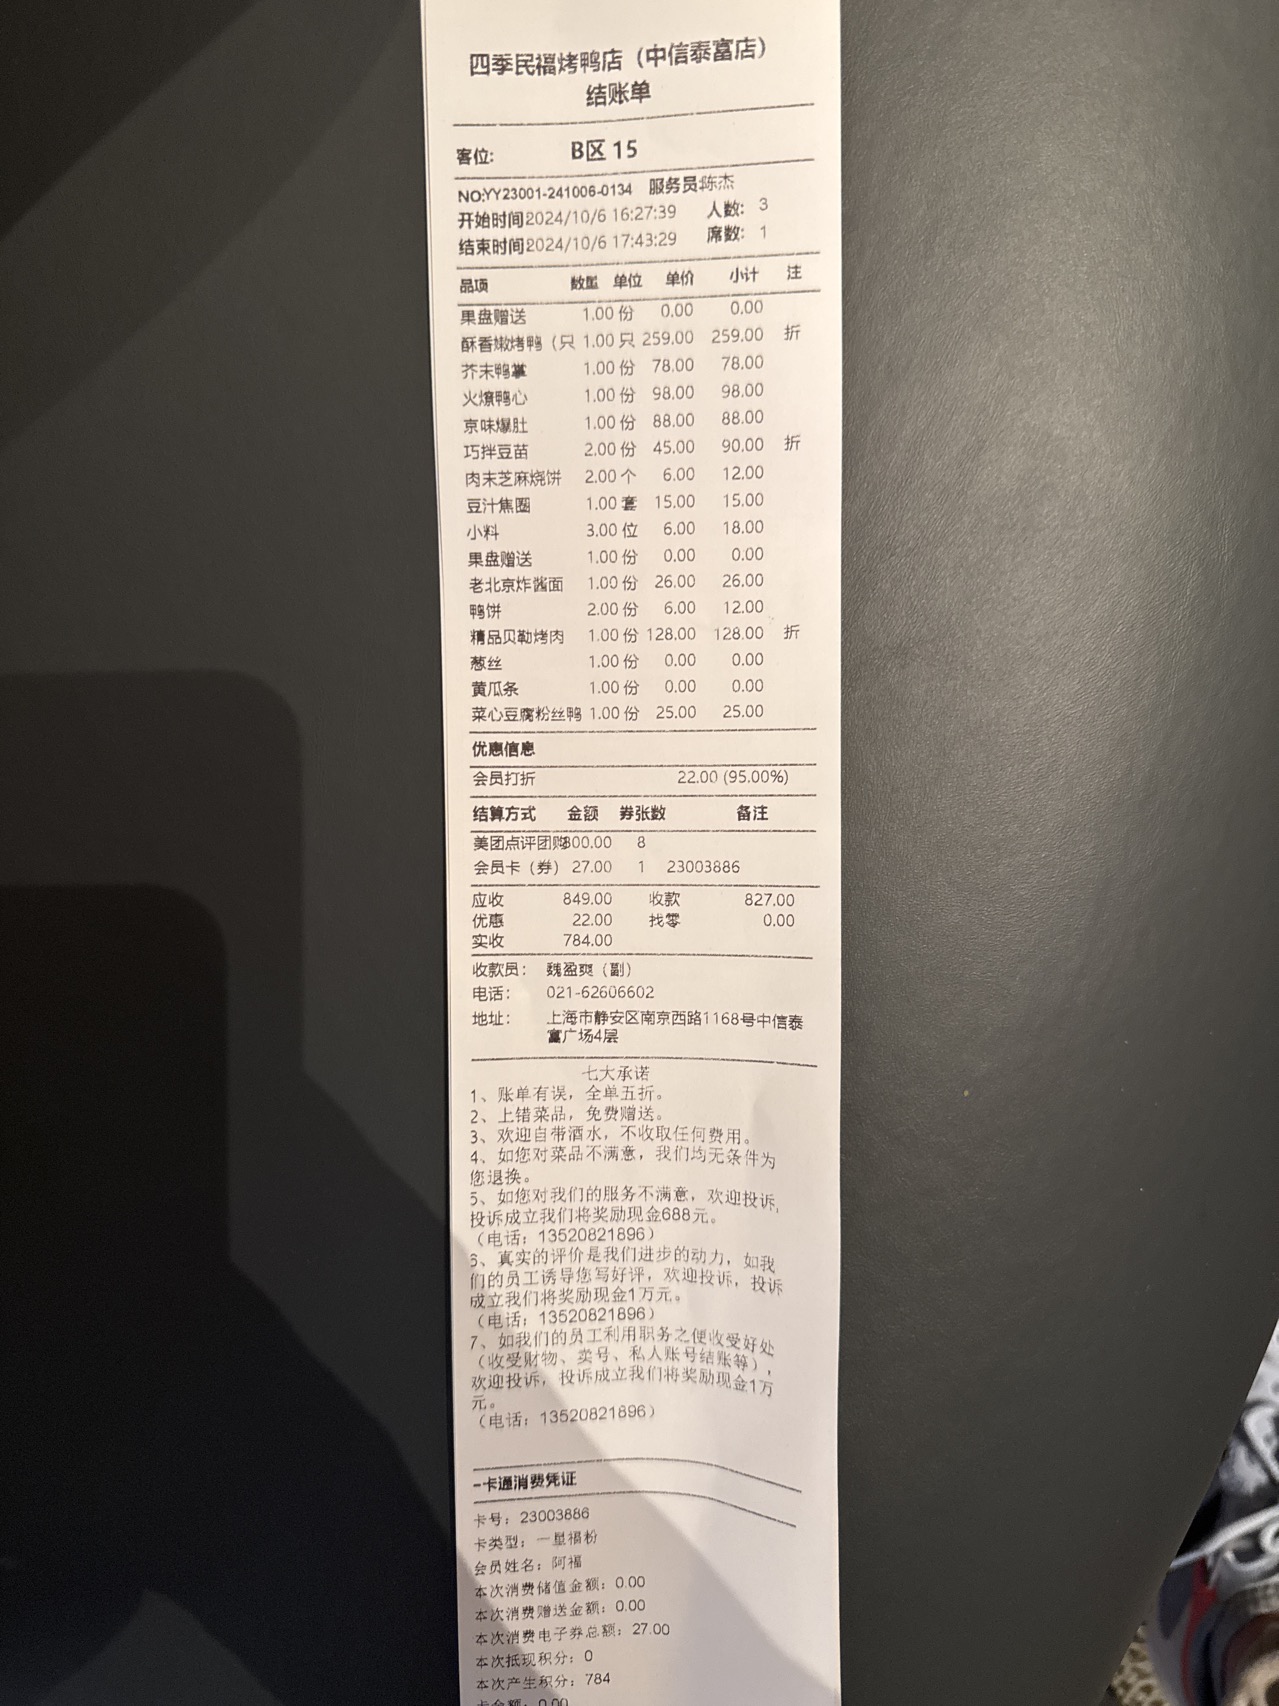 四季民福烤鸭店（中信泰富店）
结账单
客位: B区 15
NO:YY23001-241006-0134 服务员:陈杰
开始时间2024/10/6 16:27:39 人数: 3
结束时间2024/10/6 17:43:29 席数: 1
品项 数量 单位 单价 小计 注
果盘赠送 1.00 份 0.00 0.00
酥香嫩烤鸭（只 1.00 只 259.00 259.00 折
芥末鸭掌 1.00 份 78.00 78.00
火燎鸭心 1.00 份 98.00 98.00
京味爆肚 1.00 份 88.00 88.00
巧拌豆苗 2.00 份 45.00 90.00 折
肉末芝麻烧饼 2.00 个 6.00 12.00
豆汁焦圈 1.00 套 15.00 15.00
小料 3.00 位 6.00 18.00
果盘赠送 1.00 份 0.00 0.00
老北京炸酱面 1.00 份 26.00 26.00
鸭饼 2.00 份 6.00 12.00
精品贝勒烤肉 1.00 份 128.00 128.00 折
葱丝 1.00 份 0.00 0.00
黄瓜条 1.00 份 0.00 0.00
菜心豆腐粉丝鸭 1.00 份 25.00 25.00
优惠信息
会员打折 22.00 (95.00%)
结算方式 金额 券张数 备注
美团点评团购800.00 8
会员卡（券） 27.00 1 23003886
应收 849.00 收款 827.00
优惠 22.00 找零 0.00
实收 784.00
收款员: 魏盈爽（副）
电话: 021-62606602
地址: 上海市静安区南京西路1168号中信泰
富广场4层
七大承诺
1、账单有误，全单五折。
2、上错菜品，免费赠送。
3、欢迎自带酒水，不收取任何费用。
4、如您对菜品不满意，我们均无条件为
您退换。
5、如您对我们的服务不满意，欢迎投诉,
投诉成立我们将奖励现金688元。
（电话：13520821896）
6、真实的评价是我们进步的动力，如我
们的员工诱导您写好评，欢迎投诉，投诉
成立我们将奖励现金1万元。
（电话：13520821896）
7、如我们的员工利用职务之便收受好处
（收受财物、卖号、私人账号结账等），
欢迎投诉，投诉成立我们将奖励现金1万
元。
（电话：13520821896）
一卡通消费凭证
卡号：23003886
卡类型：一星福粉
会员姓名：阿福
本次消费储值金额：0.00
本次消费赠送金额：0.00
本次消费电子券总额：27.00
本次抵现积分：0
本次产生积分：784
卡余额：0.00